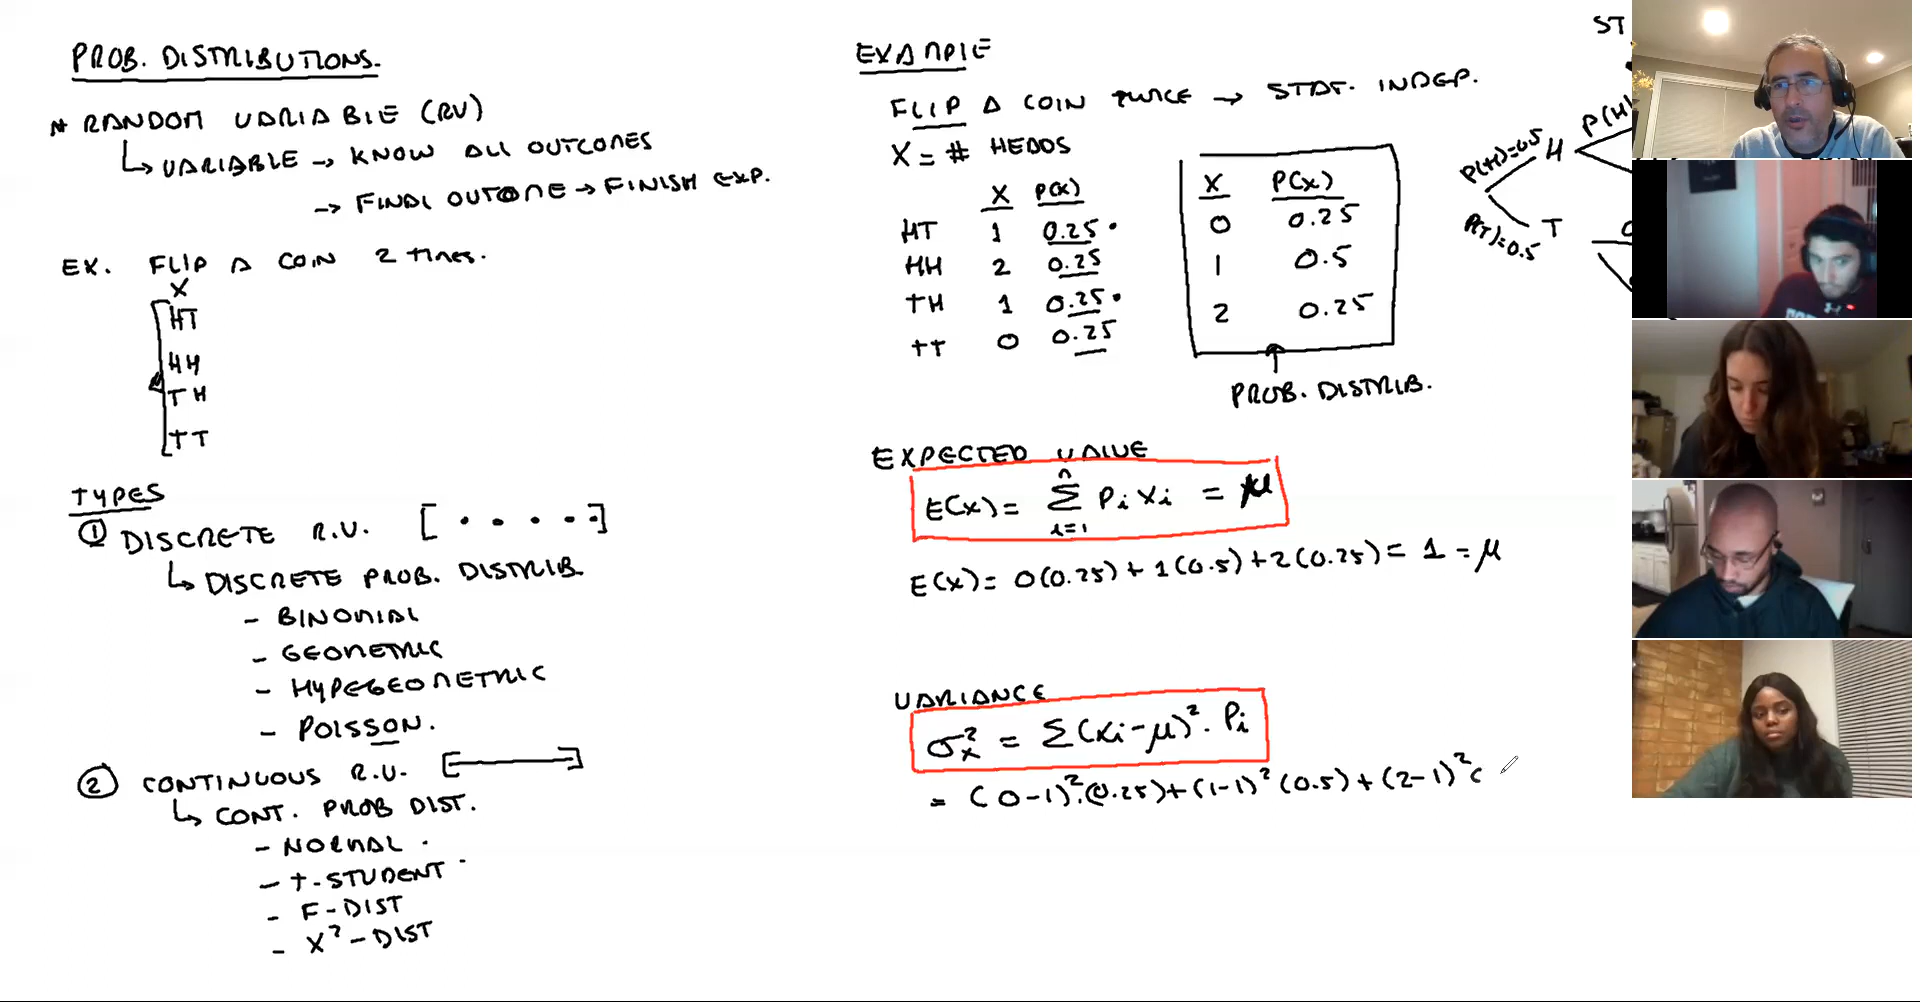 PROB. DISTRIBUTIONS.
* RANDOM VARIABLE (RV)
↳ VARIABLE → KNOW ALL OUTCOMES
→ FINAL OUTCOME → FINISH EXP.
EX. FLIP A COIN 2 TIMES.
X
HT
HH
TH
TT
TYPES
① DISCRETE R.V. [ . . . . . ]
↳ DISCRETE PROB. DISTRIB.
- BINOMIAL
- GEOMETRIC
- HYPEGEOMETRIC
- POISSON.
② CONTINUOUS R.V. [——]
↳ CONT. PROB DIST.
- NORMAL .
- T-STUDENT .
- F-DIST
- X²-DIST
EXAMPLE
FLIP A COIN TWICE → STAT. INDEP.
X = # HEADS
X P(X)
HT 1 0.25 •
HH 2 0.25
TH 1 0.25 •
TT 0 0.25
X P(X)
0 0.25
1 0.5
2 0.25
↑
PROB. DISTRIB.
EXPECTED VALUE
E(X) = Σ_{i=1}^{n} Pi Xi = μ
E(X) = 0(0.25) + 1(0.5) + 2(0.25) = 1 = μ
VARIANCE
σ²x = Σ(Xi-μ)² · Pi
= (0-1)²·(0.25) + (1-1)²(0.5) + (2-1)²(
ST
P(H)=0.5 H P(H
P(T)=0.5 T